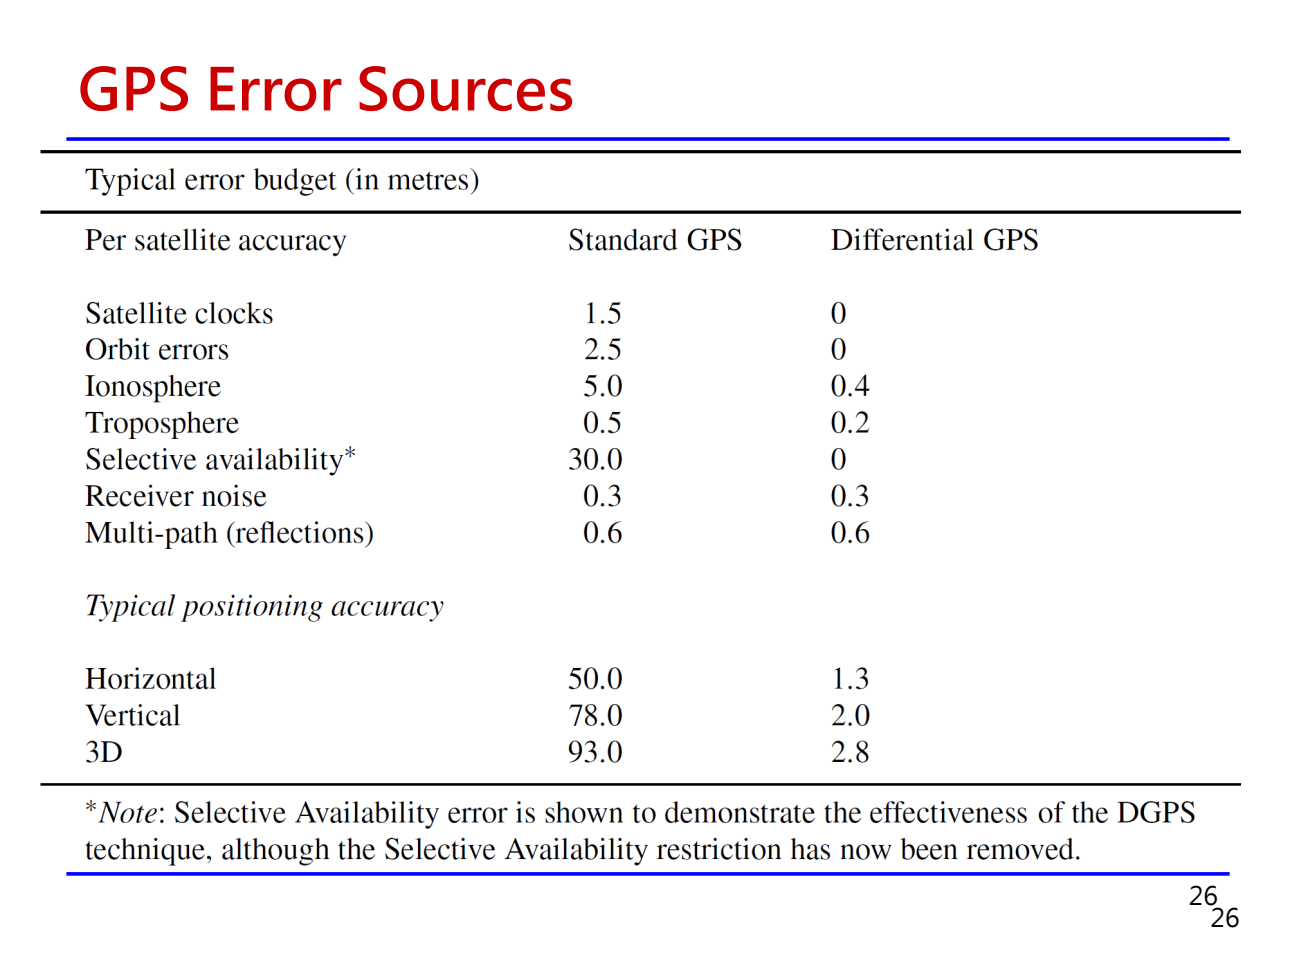 GPS Error Sources
Typical error budget (in metres)
Per satellite accuracy Standard GPS Differential GPS
Satellite clocks 1.5 0
Orbit errors 2.5 0
Ionosphere 5.0 0.4
Troposphere 0.5 0.2
Selective availability* 30.0 0
Receiver noise 0.3 0.3
Multi-path (reflections) 0.6 0.6
Typical positioning accuracy
Horizontal 50.0 1.3
Vertical 78.0 2.0
3D 93.0 2.8
*Note: Selective Availability error is shown to demonstrate the effectiveness of the DGPS
technique, although the Selective Availability restriction has now been removed.
26
26